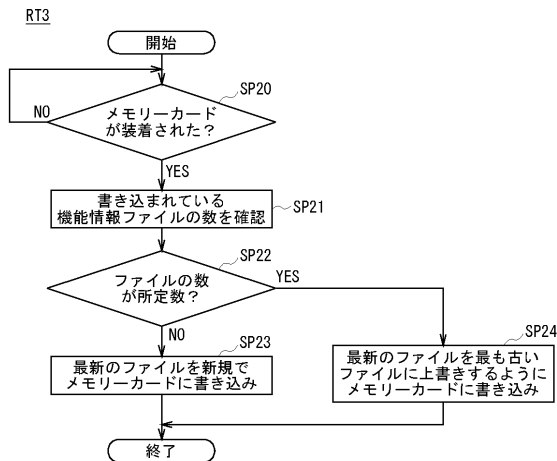 RT3
開始
SP20
メモリーカード
が装着された？
NO
YES
書き込まれている
機能情報ファイルの数を確認
SP21
SP22
ファイルの数
が所定数？
YES
NO
SP23
最新のファイルを新規で
メモリーカードに書き込み
SP24
最新のファイルを最も古い
ファイルに上書きするように
メモリーカードに書き込み
終了